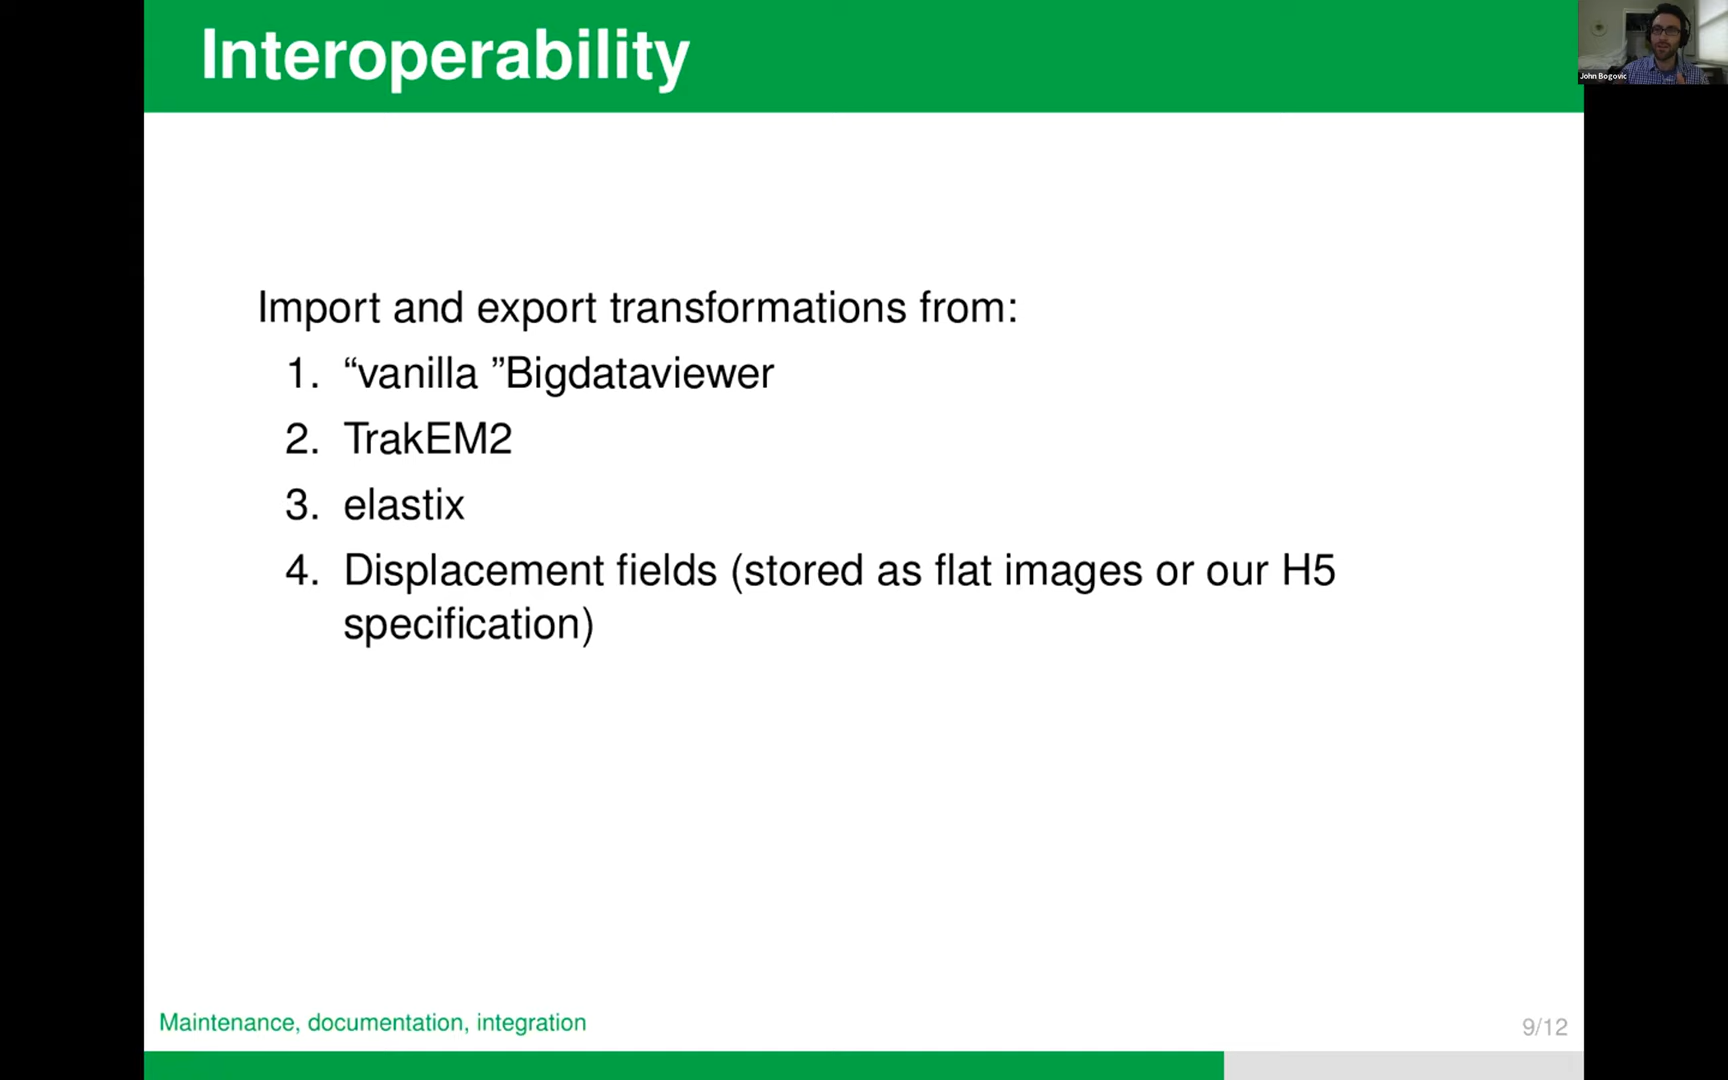 Interoperability
John Bogovic
Import and export transformations from:
1. “vanilla ”Bigdataviewer
2. TrakEM2
3. elastix
4. Displacement fields (stored as flat images or our H5
specification)
Maintenance, documentation, integration
9/12